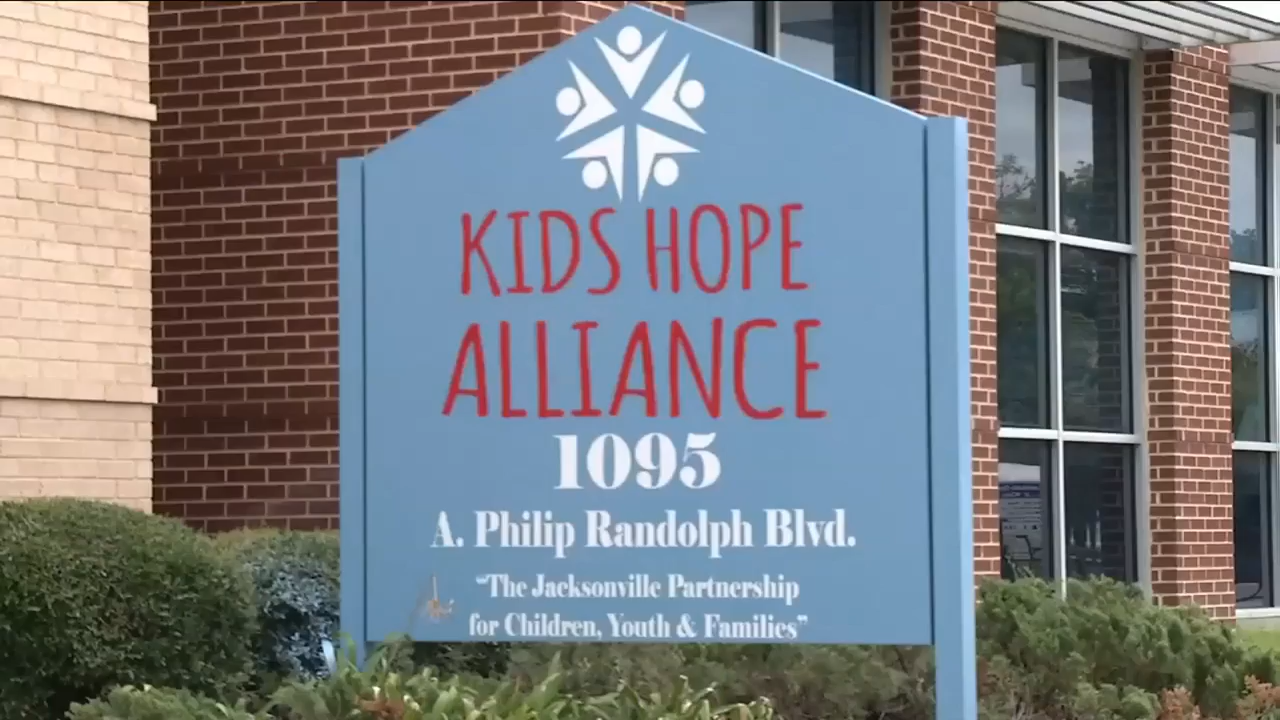 KIDS HOPE
ALLIANCE
1095
A. Philip Randolph Blvd.
“The Jacksonville Partnership
for Children, Youth & Families”